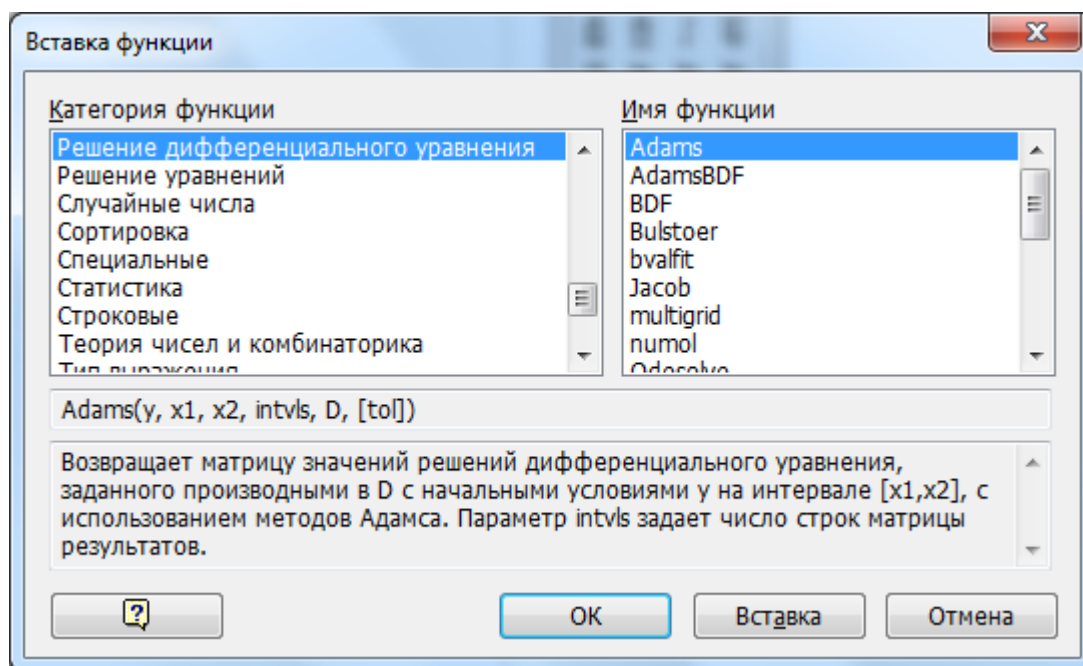 Вставка функции
Категория функции
Решение дифференциального уравнения
Решение уравнений
Случайные числа
Сортировка
Специальные
Статистика
Строковые
Теория чисел и комбинаторика
Тип выражения
Имя функции
Adams
AdamsBDF
BDF
Bulstoer
bvalfit
Jacob
multigrid
numol
Odesolve
Adams(y, x1, x2, intvls, D, [tol])
Возвращает матрицу значений решений дифференциального уравнения,
заданного производными в D с начальными условиями y на интервале [x1,x2], с
использованием методов Адамса. Параметр intvls задает число строк матрицы
результатов.
?
OK
Вставка
Отмена